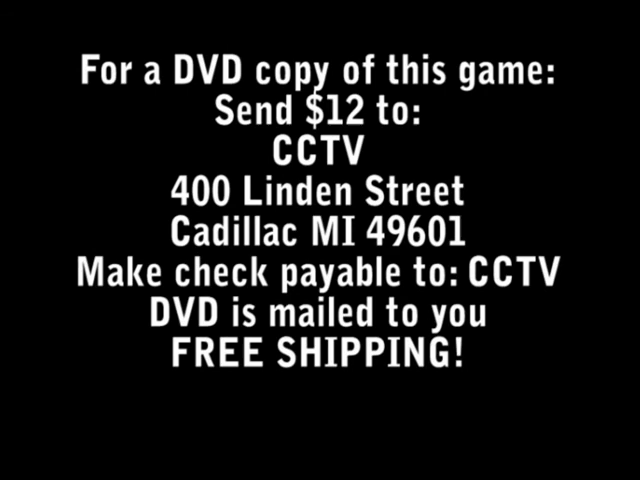 For a DVD copy of this game:
Send $12 to:
CCTV
400 Linden Street
Cadillac MI 49601
Make check payable to: CCTV
DVD is mailed to you
FREE SHIPPING!